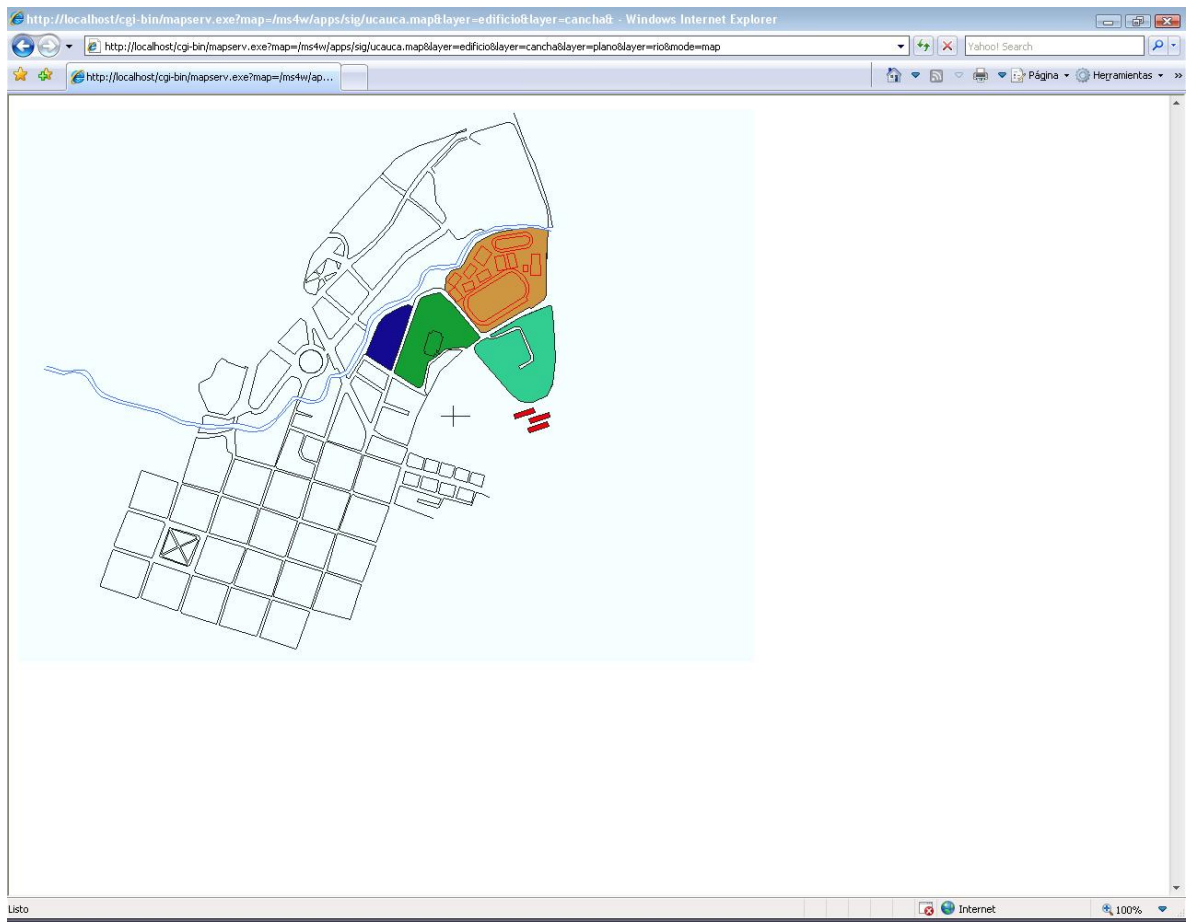 http://localhost/cgi-bin/mapserv.exe?map=/ms4w/apps/sig/ucauca.map&layer=edificio&layer=cancha& - Windows Internet Explorer
http://localhost/cgi-bin/mapserv.exe?map=/ms4w/apps/sig/ucauca.map&layer=edificio&layer=cancha&layer=plano&layer=rio&mode=map
Yahoo! Search
http://localhost/cgi-bin/mapserv.exe?map=/ms4w/ap...
Página
Herramientas
Listo
Internet
100%